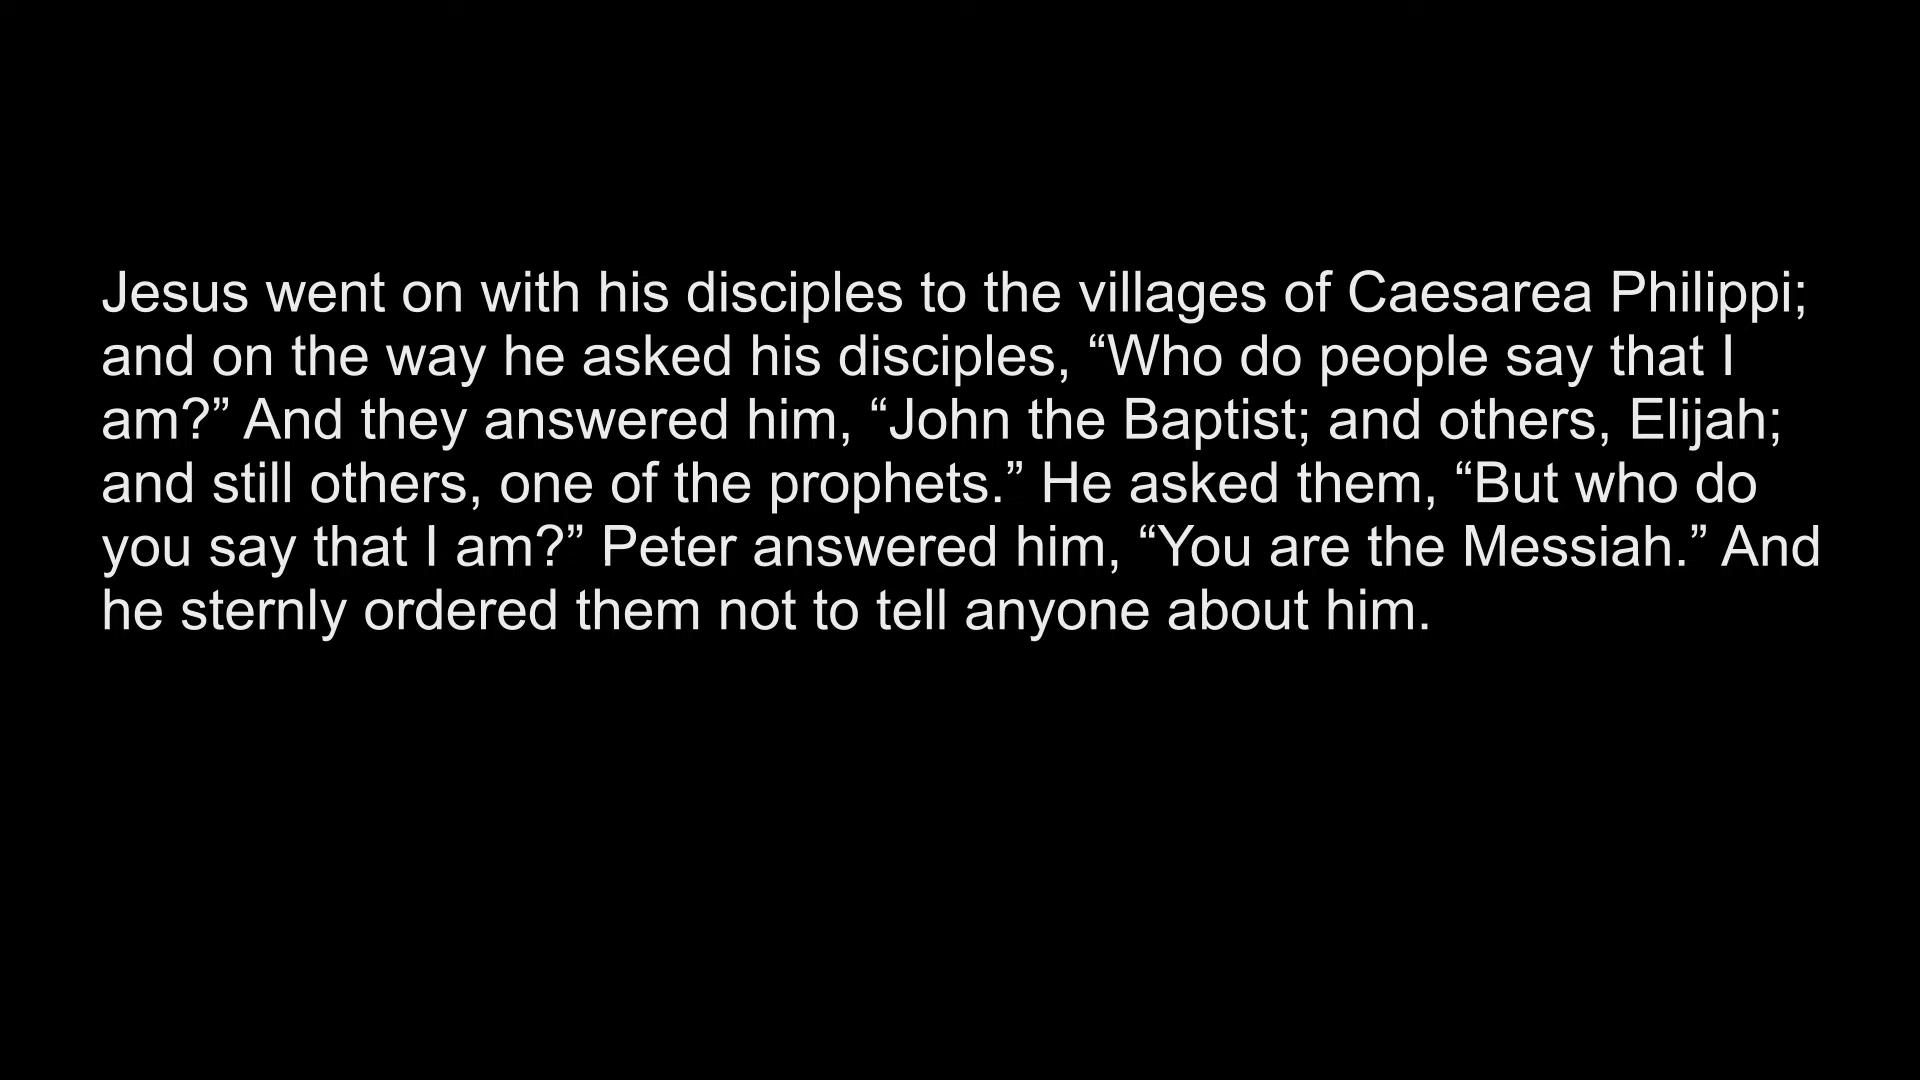 Jesus went on with his disciples to the villages of Caesarea Philippi;
and on the way he asked his disciples, “Who do people say that I
am?” And they answered him, “John the Baptist; and others, Elijah;
and still others, one of the prophets.” He asked them, “But who do
you say that I am?” Peter answered him, “You are the Messiah.” And
he sternly ordered them not to tell anyone about him.